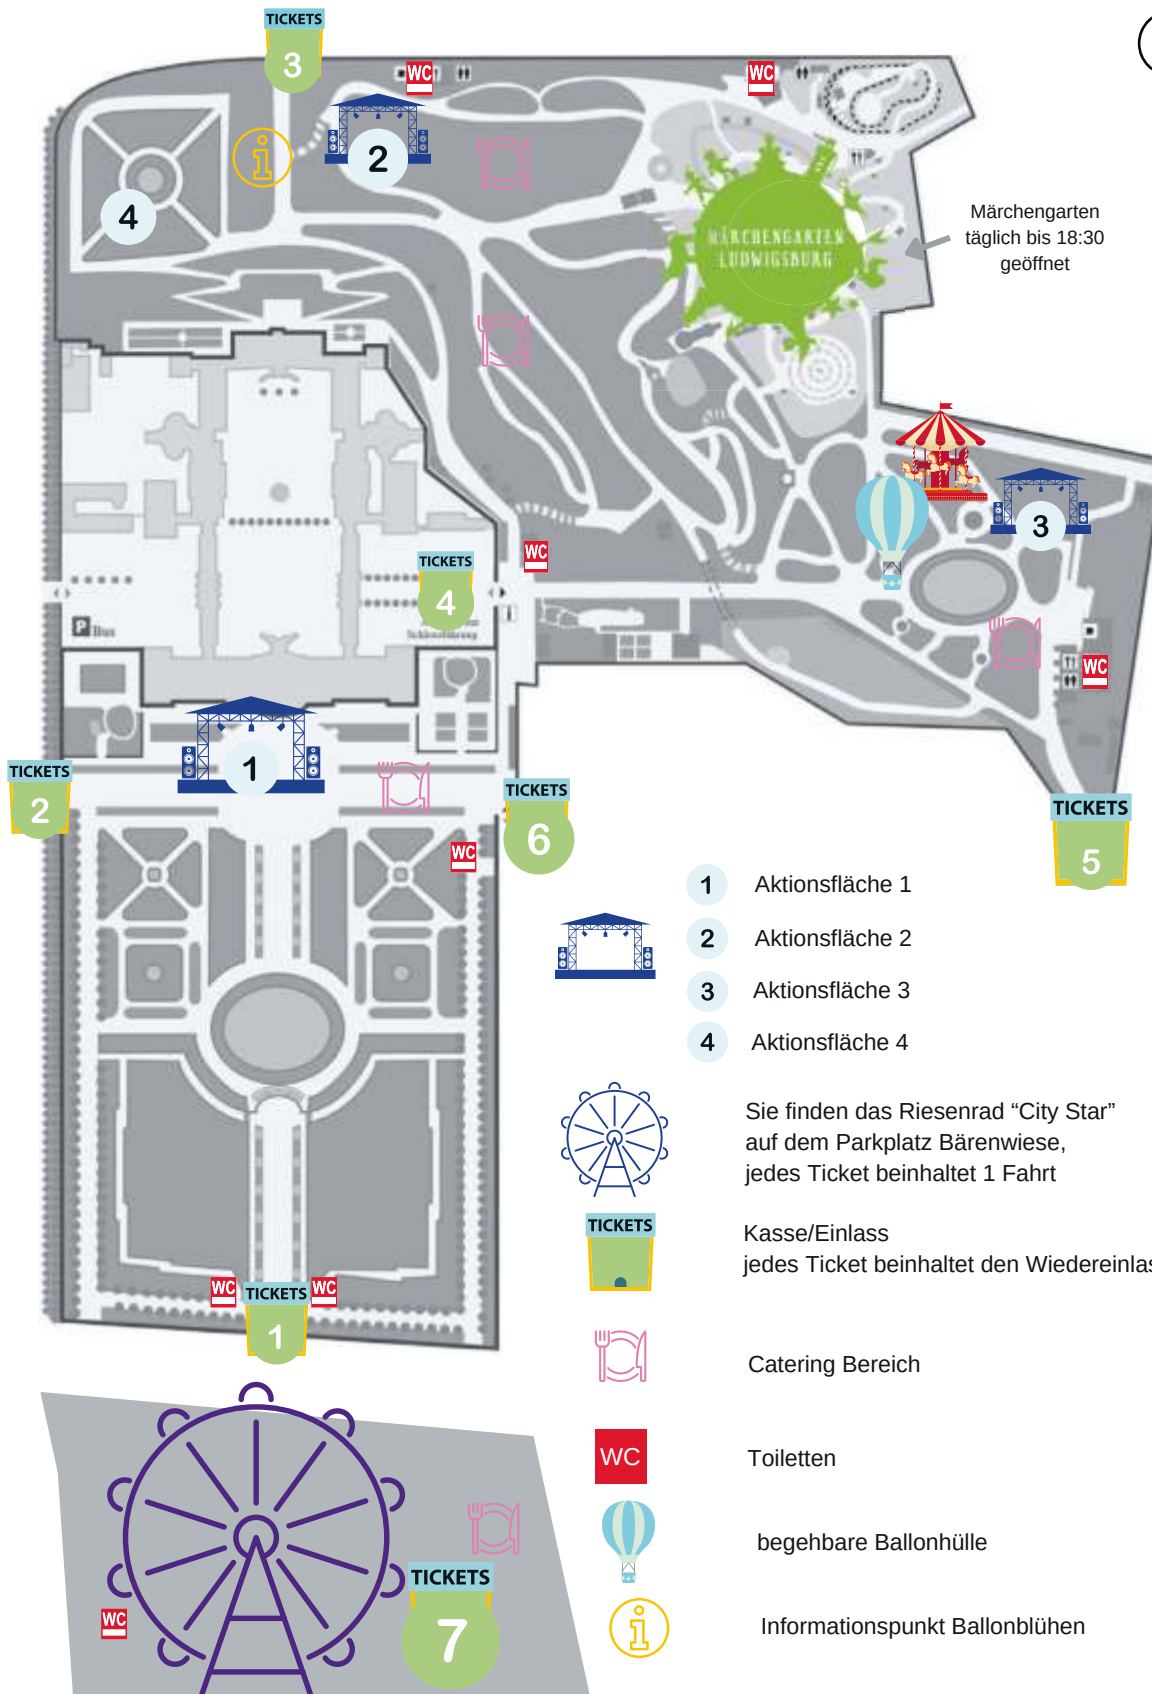 TICKETS
3
WC
WC
2
4
MÄRCHENGARTEN
LUDWIGSBURG
Märchengarten
täglich bis 18:30
geöffnet
3
WC
TICKETS
4
P Bus
Schlossführung
WC
1
TICKETS
2
TICKETS
6
TICKETS
5
WC
1 Aktionsfläche 1
2 Aktionsfläche 2
3 Aktionsfläche 3
4 Aktionsfläche 4
Sie finden das Riesenrad “City Star”
auf dem Parkplatz Bärenwiese,
jedes Ticket beinhaltet 1 Fahrt
TICKETS
Kasse/Einlass
jedes Ticket beinhaltet den Wiedereinlas
WC
TICKETS
WC
1
Catering Bereich
WC
Toiletten
begehbare Ballonhülle
TICKETS
7
WC
Informationspunkt Ballonblühen